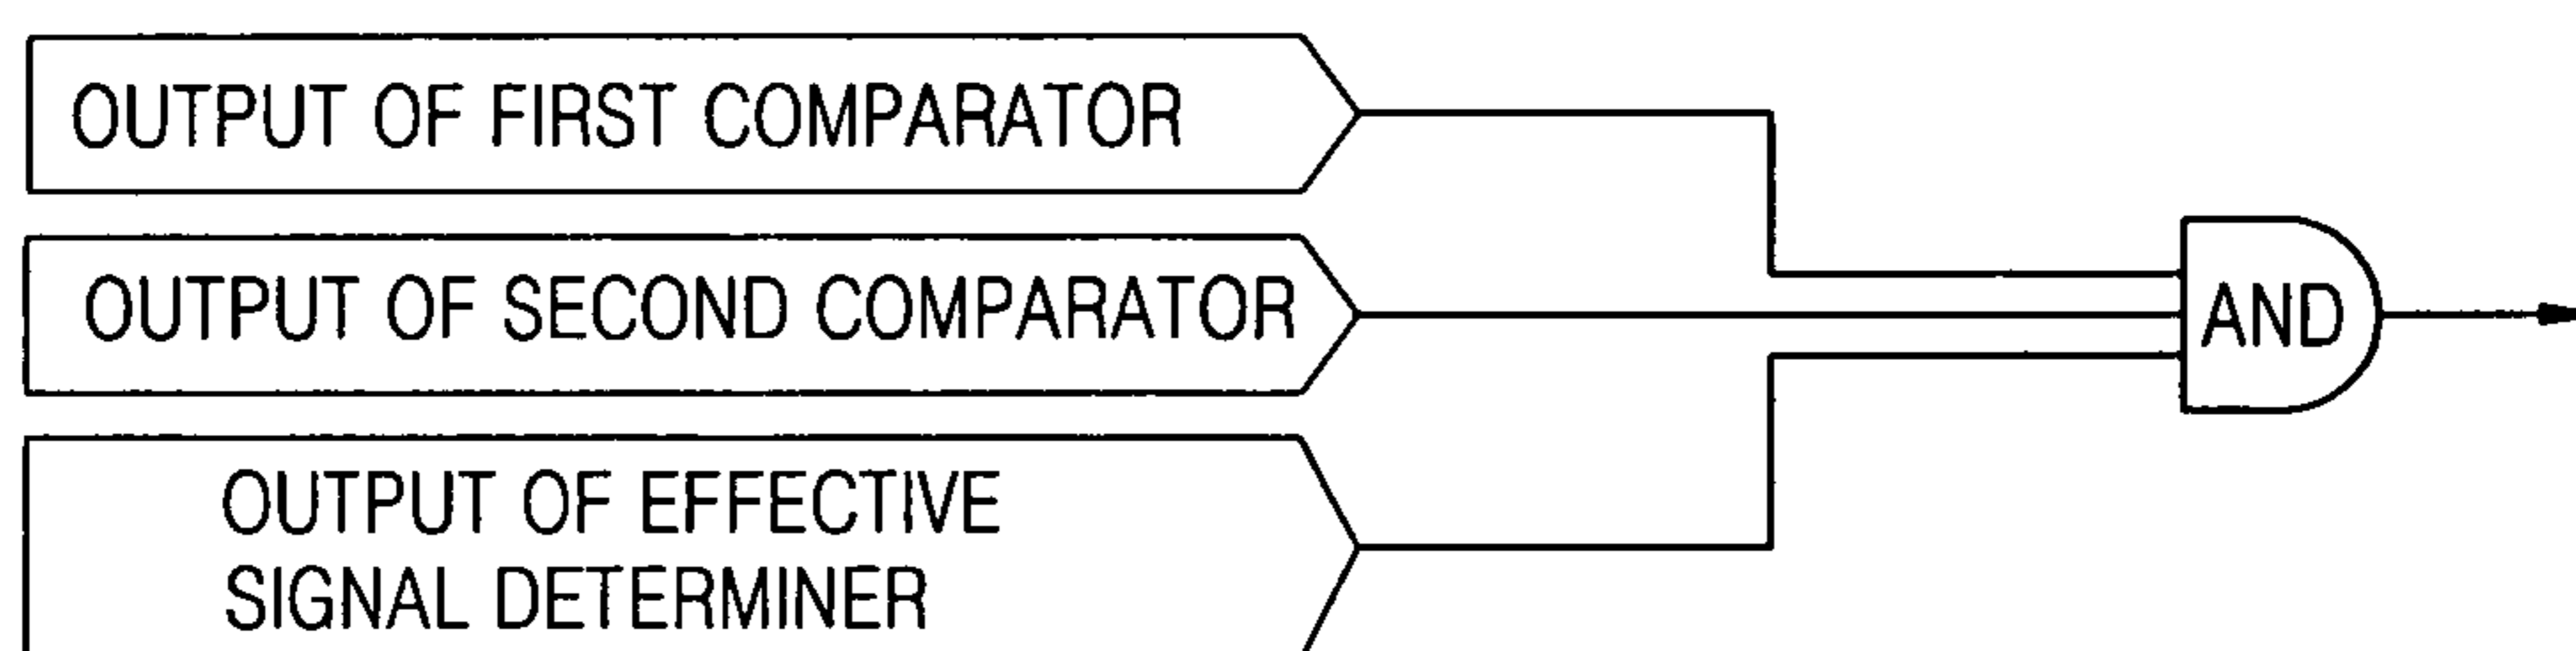 OUTPUT OF FIRST COMPARATOR
OUTPUT OF SECOND COMPARATOR
AND
OUTPUT OF EFFECTIVE
SIGNAL DETERMINER